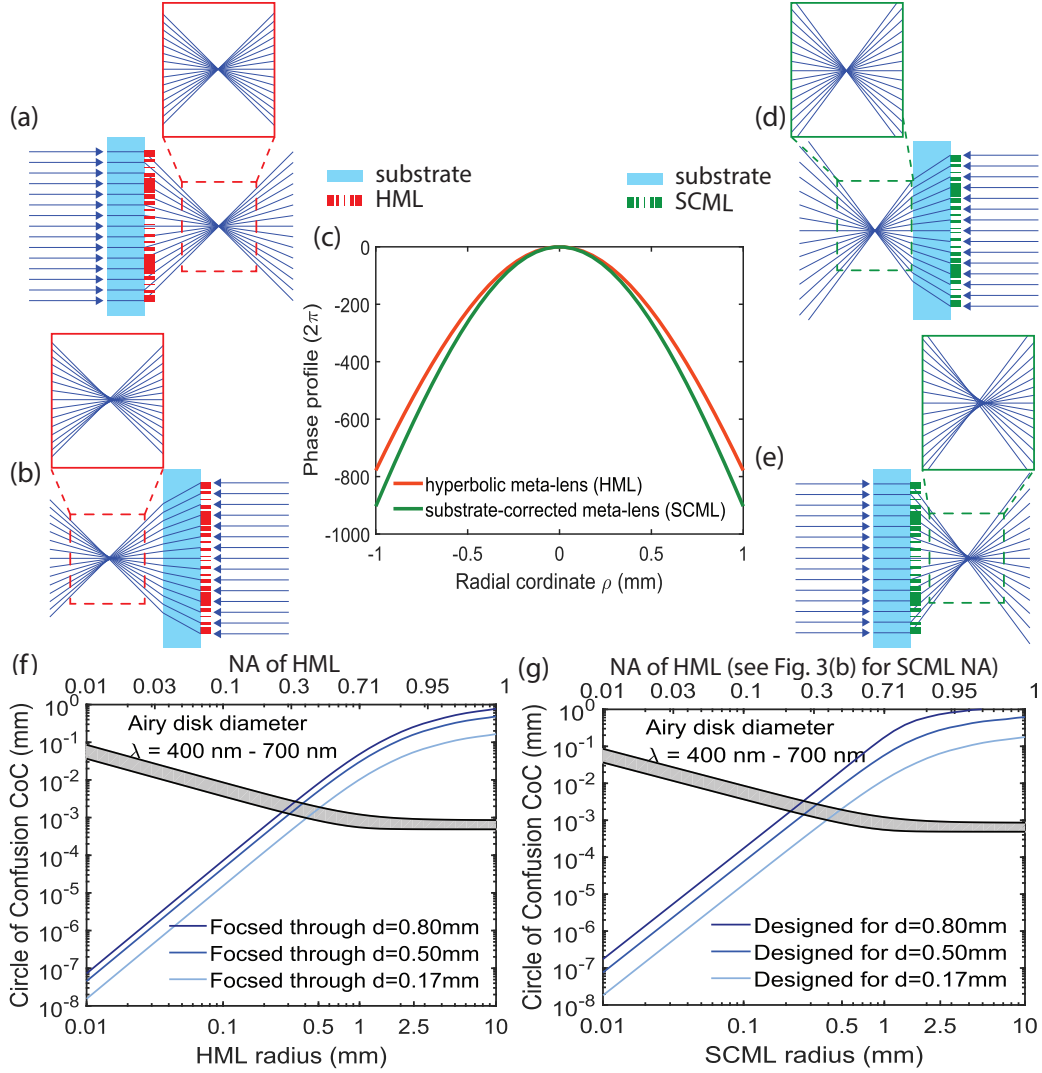 (a)
(d)
substrate
HML
substrate
SCML
(c)
0
-200
-400
-600
-800
-1000
Phase profile (2π)
hyperbolic meta-lens (HML)
substrate-corrected meta-lens (SCML)
-1 -0.5 0 0.5 1
Radial cordinate ρ (mm)
(b)
(e)
(f)
NA of HML
0.01 0.03 0.1 0.3 0.71 0.95 1
10^0
10^-1
10^-2
10^-3
10^-4
10^-5
10^-6
10^-7
10^-8
Circle of Confusion CoC (mm)
Airy disk diameter
λ = 400 nm - 700 nm
Focsed through d=0.80mm
Focsed through d=0.50mm
Focsed through d=0.17mm
0.01 0.1 0.5 1 2.5 10
HML radius (mm)
(g)
NA of HML (see Fig. 3(b) for SCML NA)
0.01 0.03 0.1 0.3 0.71 0.95 1
10^0
10^-1
10^-2
10^-3
10^-4
10^-5
10^-6
10^-7
10^-8
Circle of Confusion CoC (mm)
Airy disk diameter
λ = 400 nm - 700 nm
Designed for d=0.80mm
Designed for d=0.50mm
Designed for d=0.17mm
0.01 0.1 0.5 1 2.5 10
SCML radius (mm)